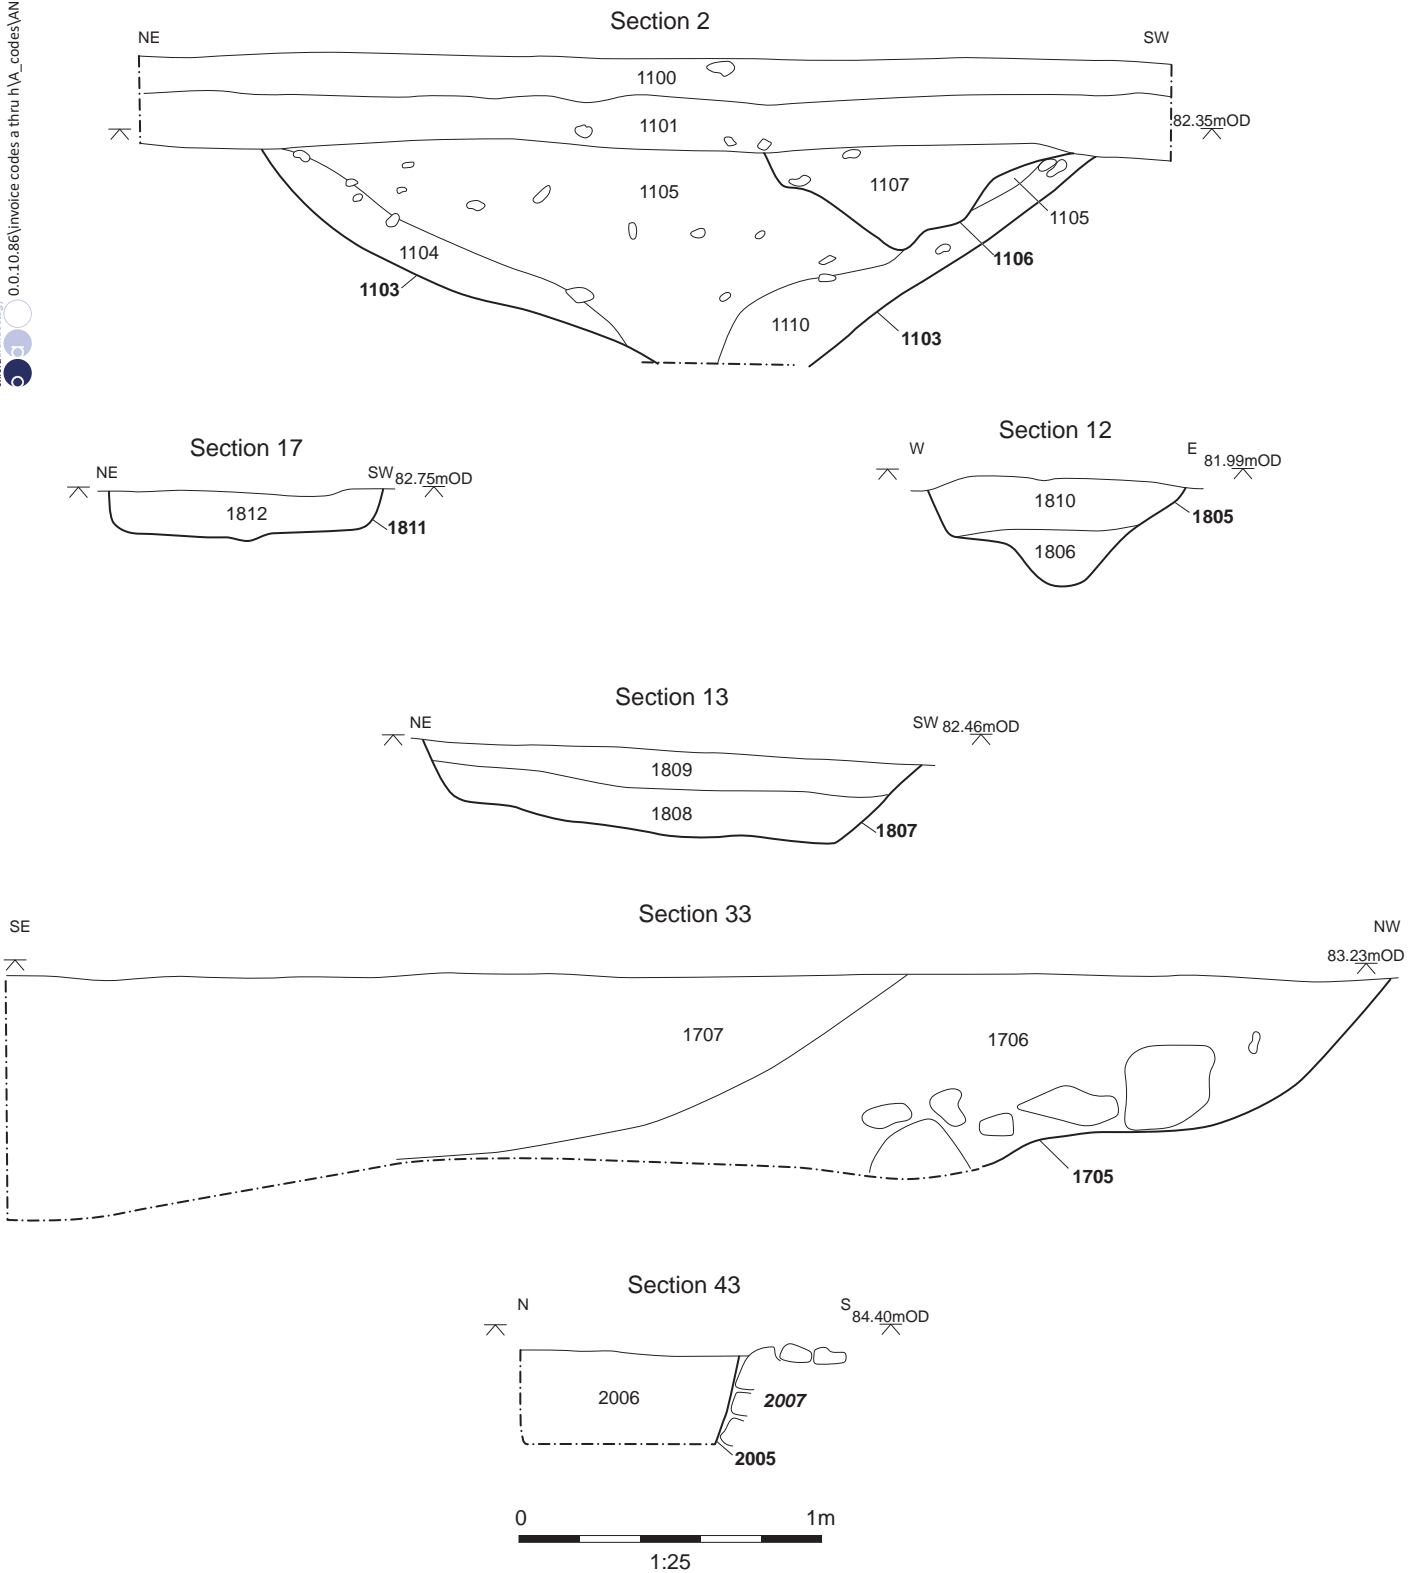 0.0.10.86\invoice codes a thru h\A_codes\AN
Section 2
NE
SW
1100
1101
82.35mOD
1105
1107
1105
1104
1106
1103
1110
1103
Section 17
NE
SW 82.75mOD
1812
1811
Section 12
W
E 81.99mOD
1810
1805
1806
Section 13
NE
SW 82.46mOD
1809
1808
1807
Section 33
SE
NW
83.23mOD
1707
1706
1705
Section 43
N
S 84.40mOD
2006
2007
2005
0 1m
1:25